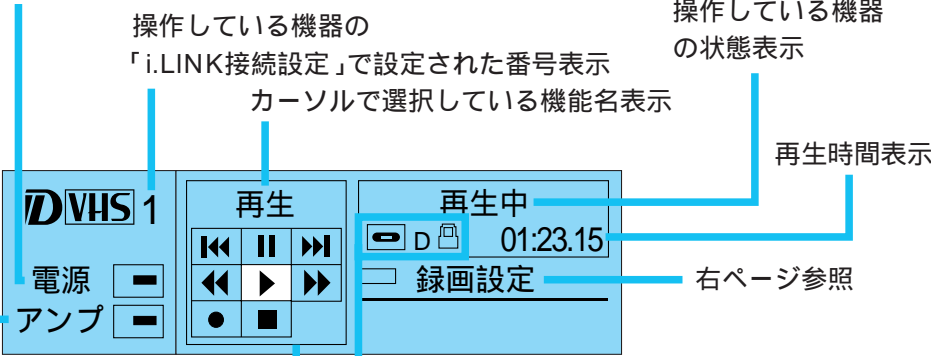 操作している機器の
「i.LINK接続設定」で設定された番号表示
カーソルで選択している機能名表示
操作している機器
の状態表示
再生時間表示
D VHS 1
再生
再生中
D 01:23.15
電源
録画設定
右ページ参照
アンプ